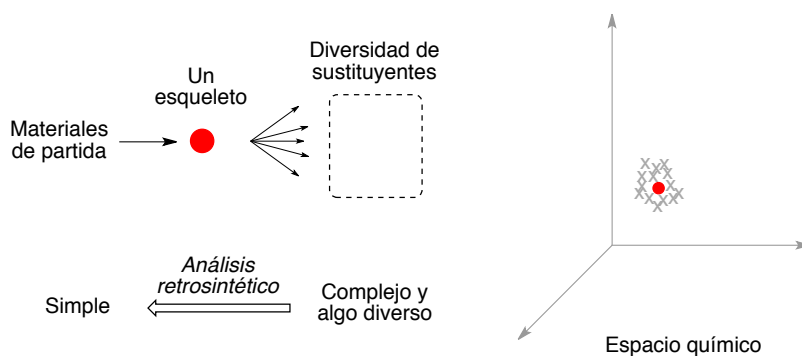 Diversidad de
sustituyentes
Un
esqueleto
Materiales
de partida
X X X X X X X X X X X X X X
Análisis
retrosintético
Simple
Complejo y
algo diverso
Espacio químico